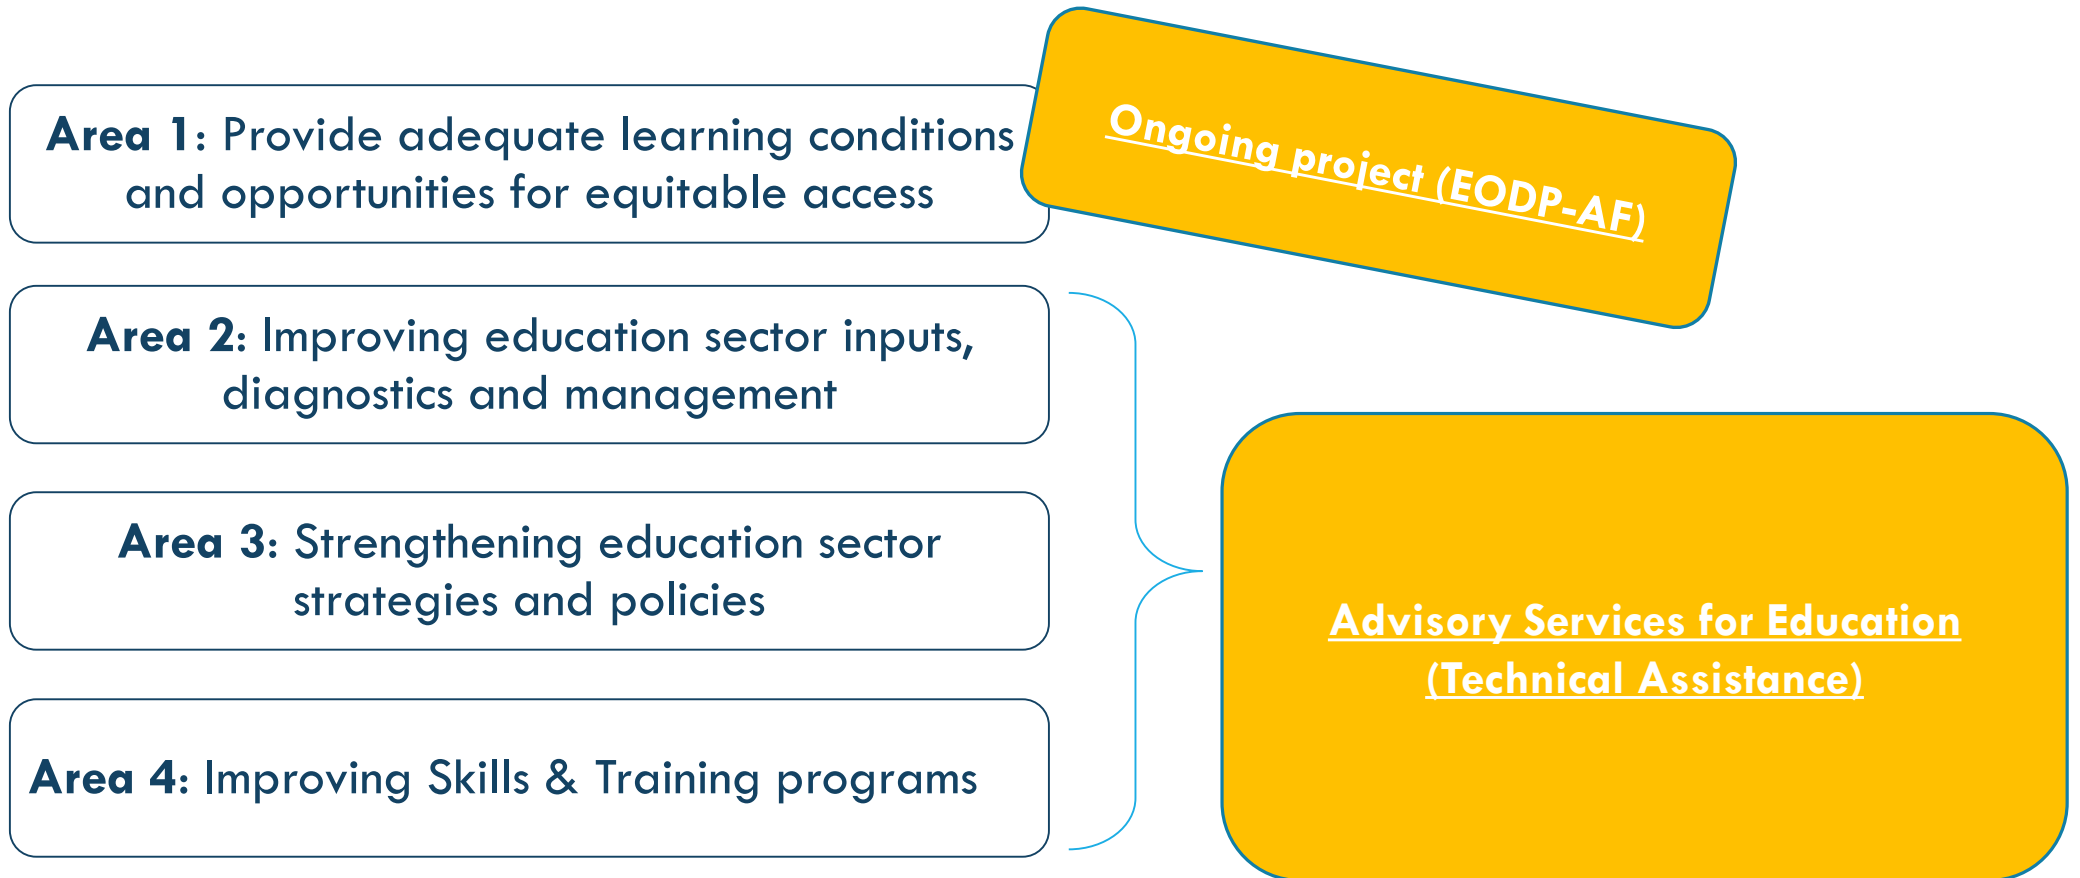 Area 1: Provide adequate learning conditions
and opportunities for equitable access
Ongoing project (EODP-AF)
Area 2: Improving education sector inputs,
diagnostics and management
Area 3: Strengthening education sector
strategies and policies
Area 4: Improving Skills & Training programs
Advisory Services for Education
(Technical Assistance)